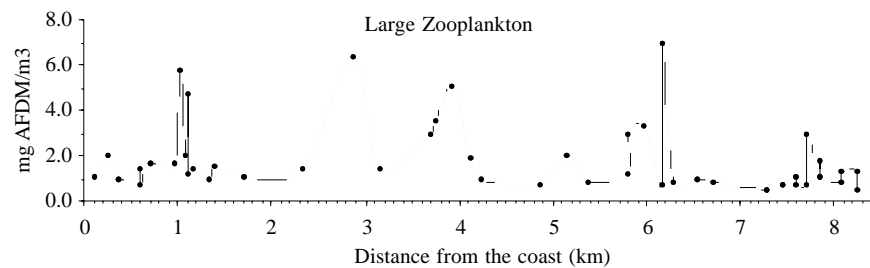 Large Zooplankton
mg AFDM/m3
8.0
6.0
4.0
2.0
0.0
0 1 2 3 4 5 6 7 8
Distance from the coast (km)